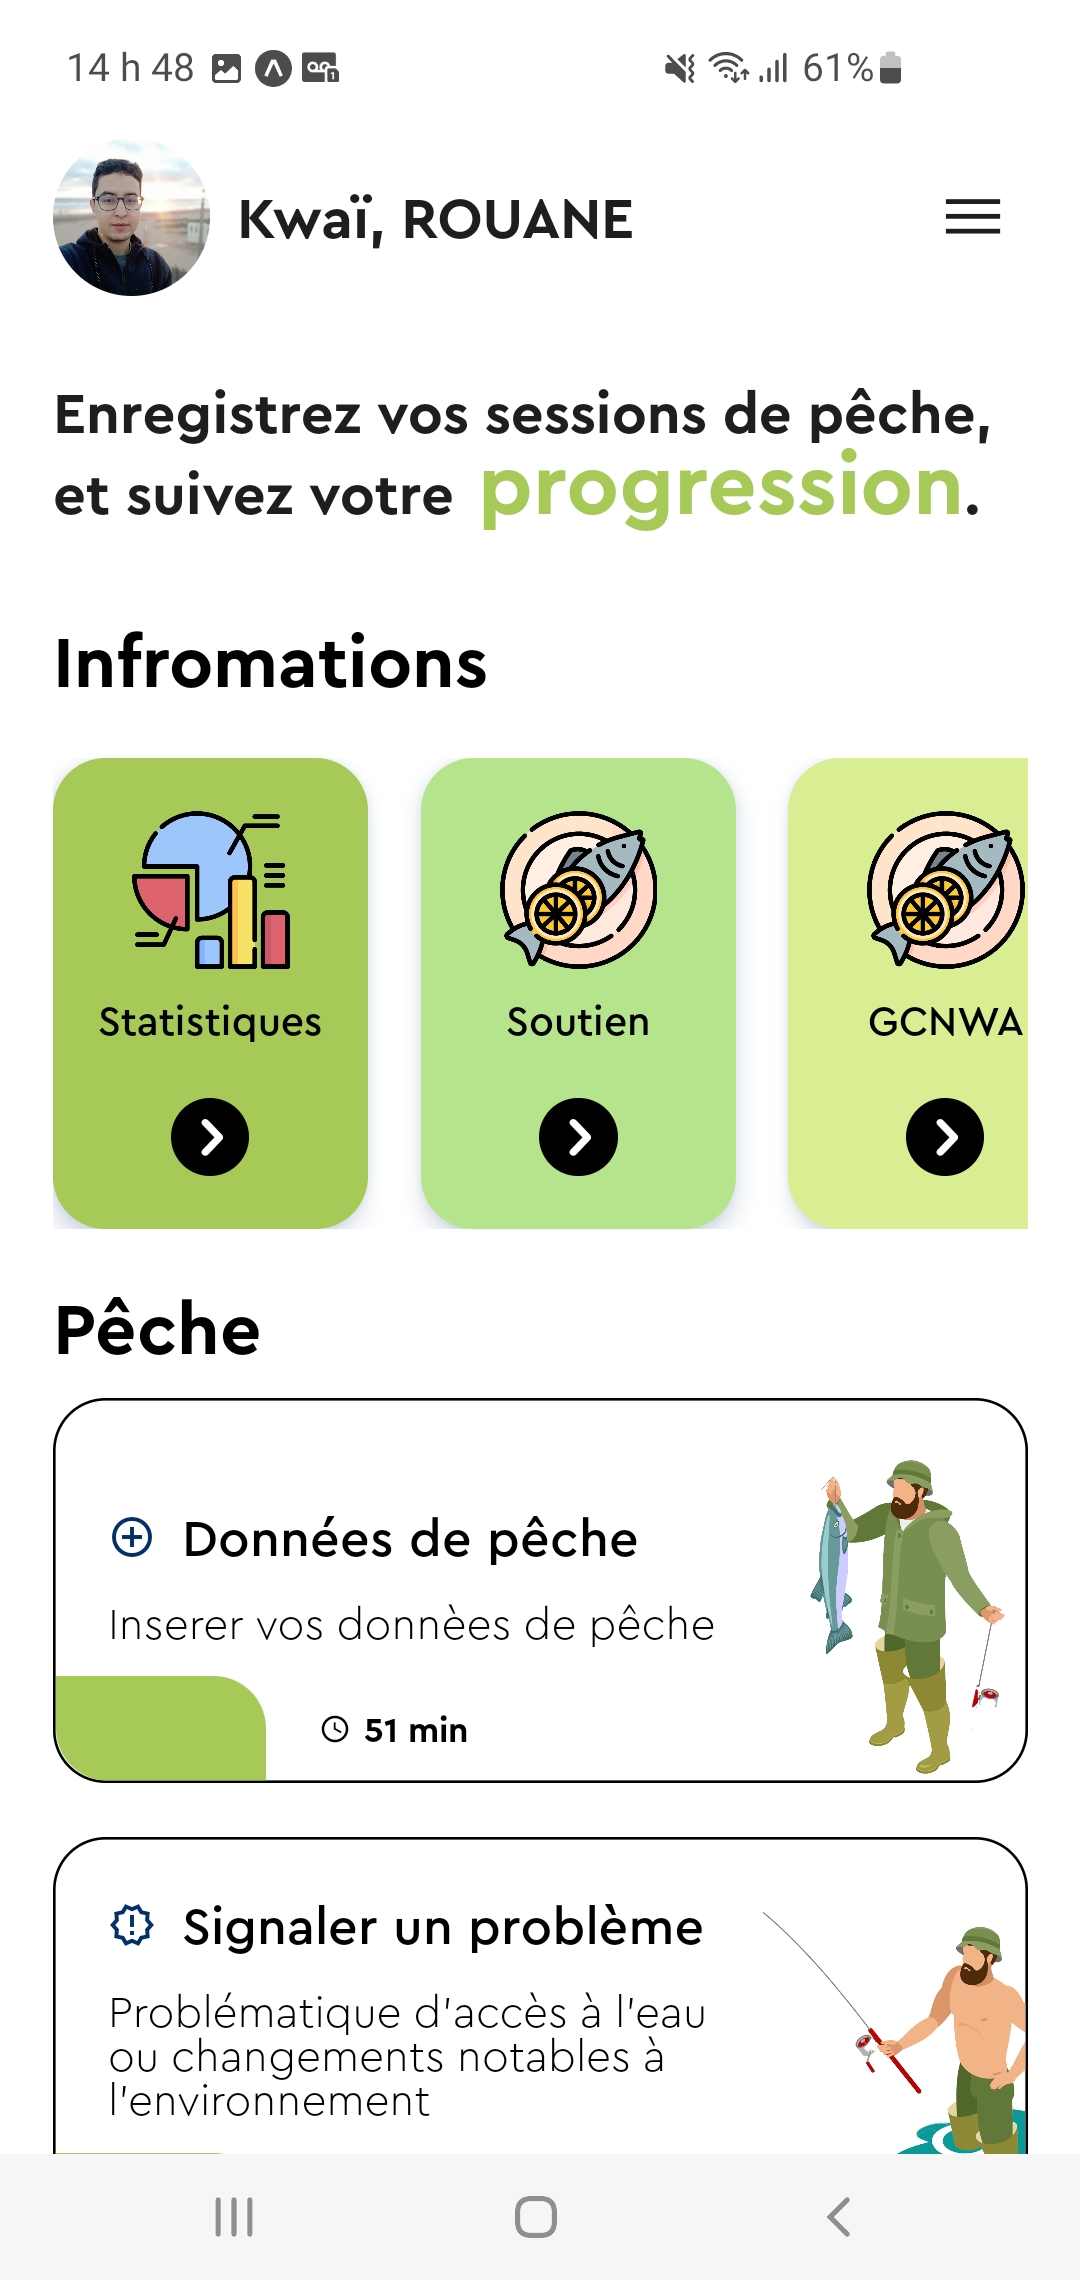 14 h 48
61%
Kwaï, ROUANE
Enregistrez vos sessions de pêche,
et suivez votre progression.
Infromations
Statistiques
Soutien
GCNWA
Pêche
Données de pêche
Inserer vos donnèes de pêche
51 min
Signaler un problème
Problématique d'accès à l'eau
ou changements notables à
l'environnement